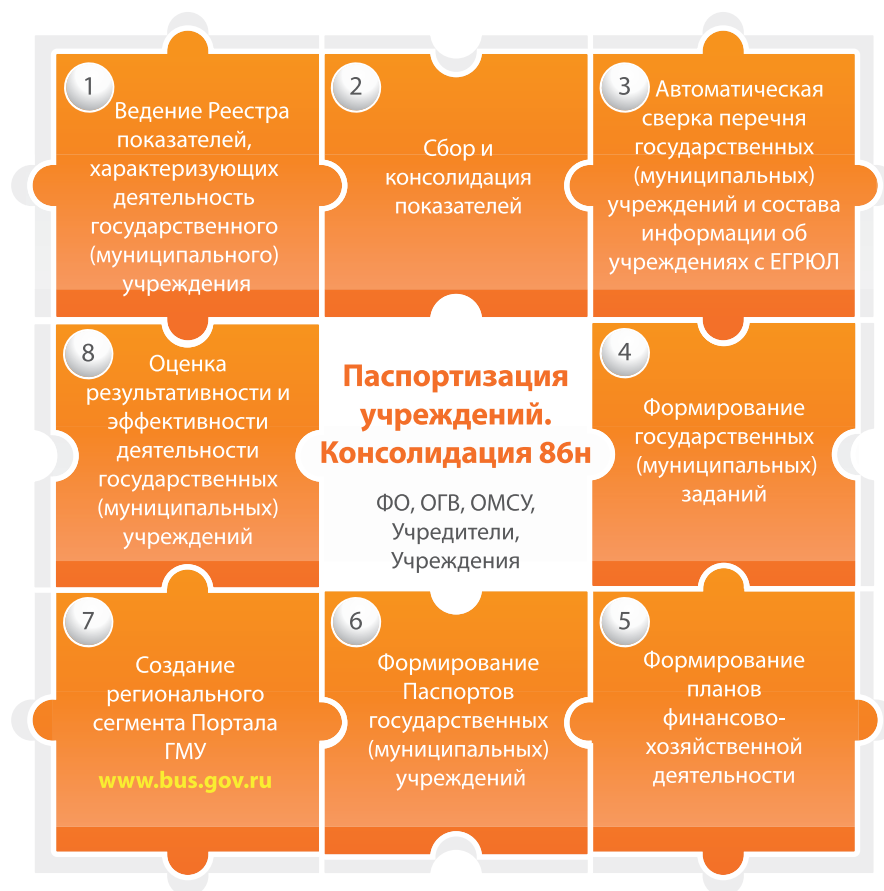 1
Ведение Реестра
показателей,
характеризующих
деятельность
государственного
(муниципального)
учреждения
2
Сбор и
консолидация
показателей
3
Автоматическая
сверка перечня
государственных
(муниципальных)
учреждений и состава
информации об
учреждениях с ЕГРЮЛ
8
Оценка
результативности и
эффективности
деятельности
государственных
(муниципальных)
учреждений
Паспортизация
учреждений.
Консолидация 86н
ФО, ОГВ, ОМСУ,
Учредители,
Учреждения
4
Формирование
государственных
(муниципальных)
заданий
7
Создание
регионального
сегмента Портала
ГМУ
www.bus.gov.ru
6
Формирование
Паспортов
государственных
(муниципальных)
учреждений
5
Формирование
планов
финансово-
хозяйственной
деятельности